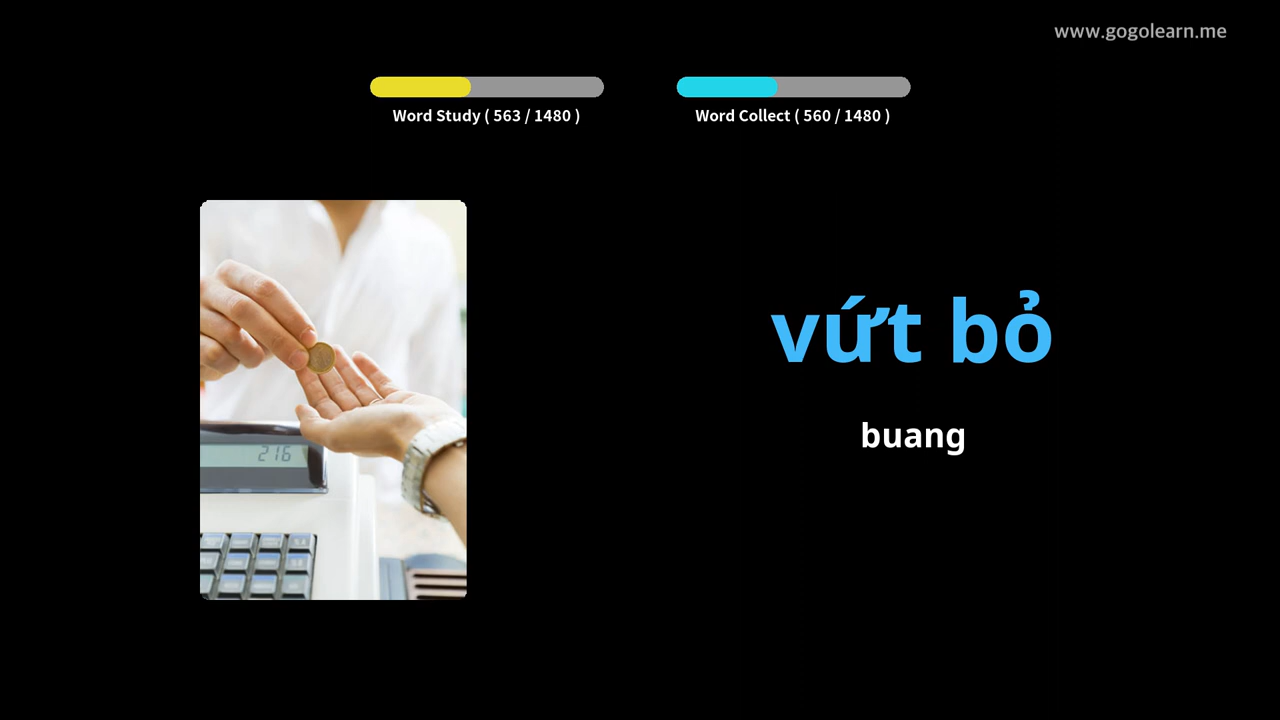 www.gogolearn.me
Word Study ( 563 / 1480 )
Word Collect ( 560 / 1480 )
vứt bỏ
buang
216